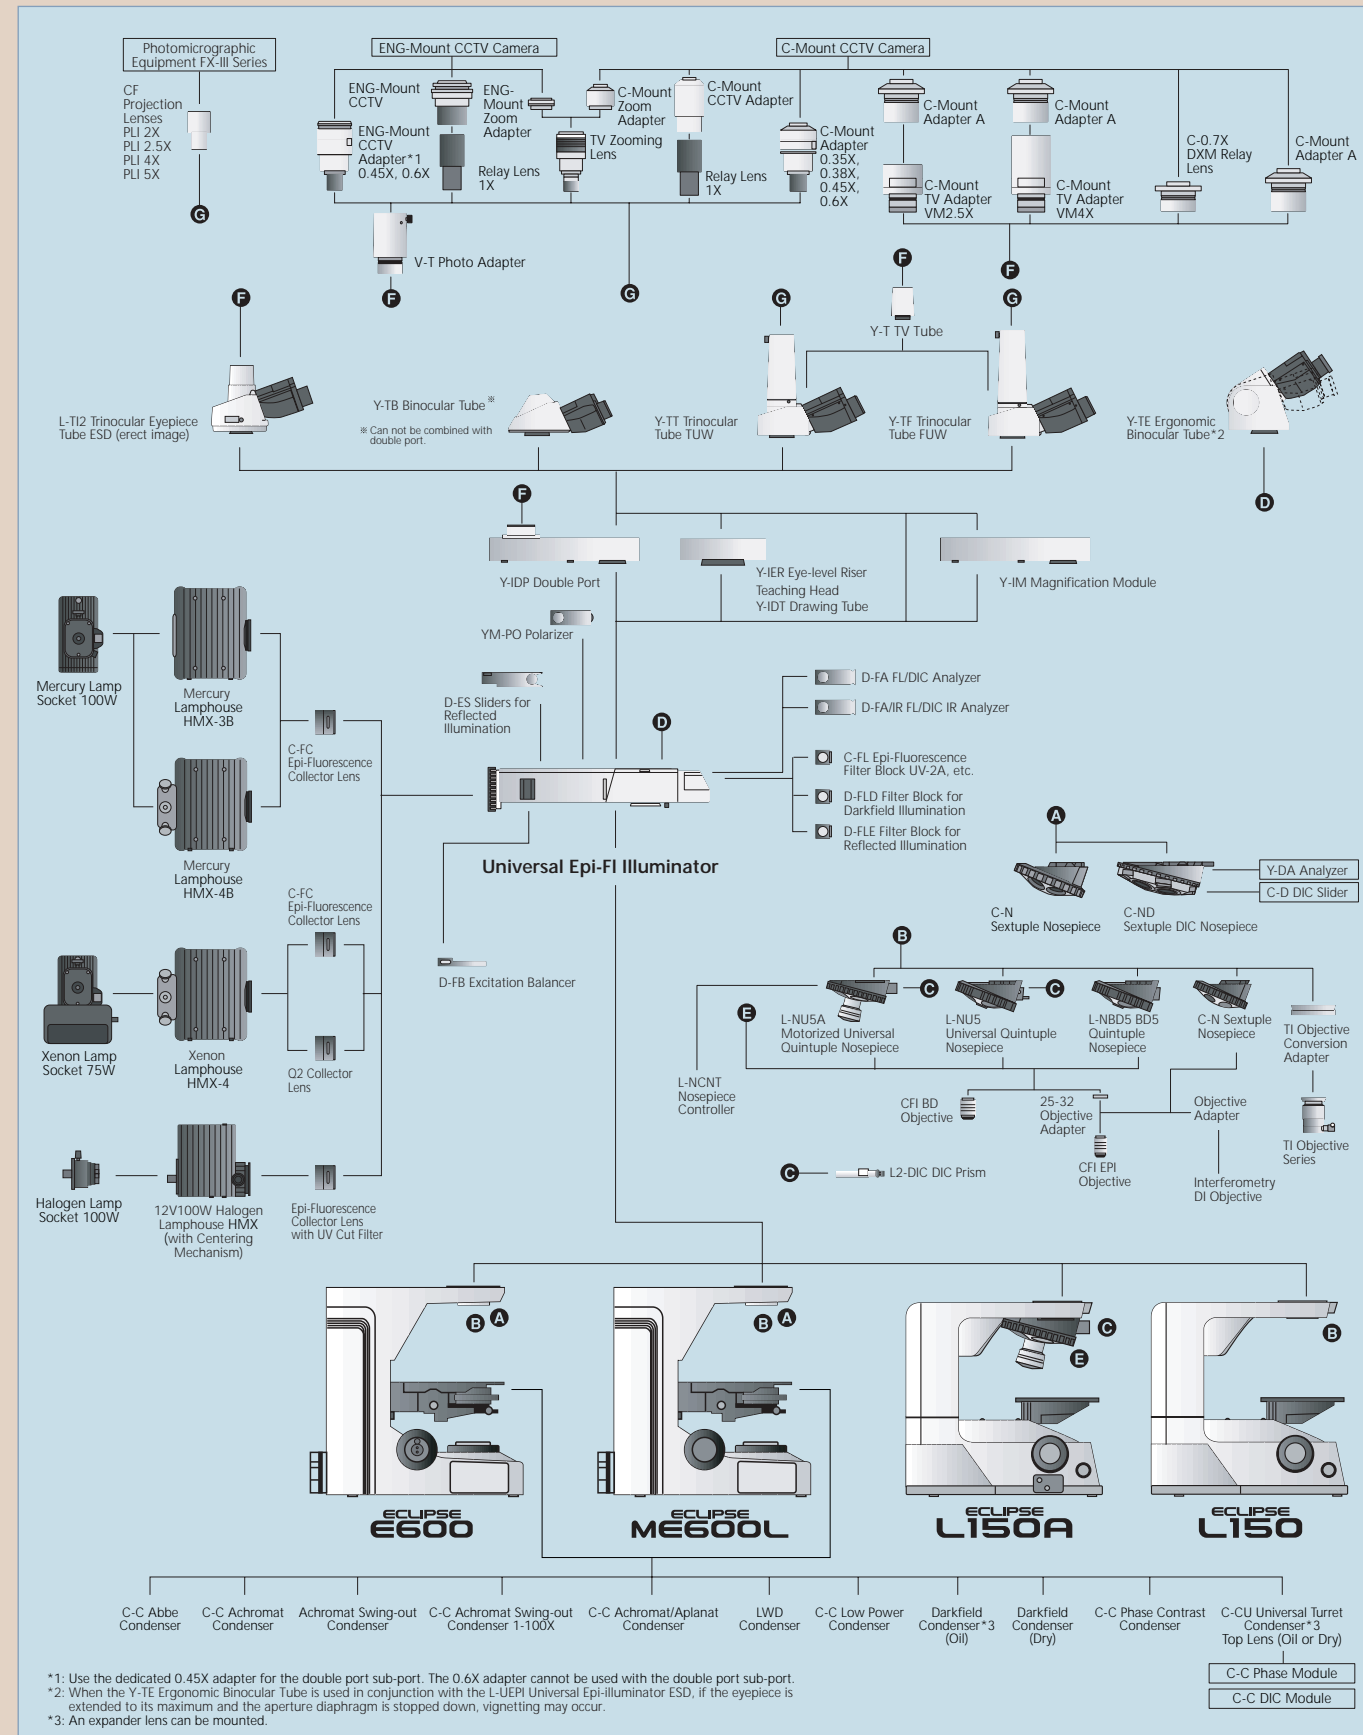 Photomicrographic
Equipment FX-III Series
ENG-Mount CCTV Camera
C-Mount CCTV Camera
CF
Projection
Lenses
PLI 2X
PLI 2.5X
PLI 4X
PLI 5X
G
ENG-Mount
CCTV
ENG-Mount
CCTV
Adapter*1
0.45X, 0.6X
Relay Lens
1X
ENG-
Mount
Zoom
Adapter
C-Mount
Zoom
Adapter
TV Zooming
Lens
C-Mount
CCTV Adapter
Relay Lens
1X
C-Mount
Adapter
0.35X,
0.38X,
0.45X,
0.6X
C-Mount
Adapter A
C-Mount
TV Adapter
VM2.5X
C-Mount
Adapter A
C-Mount
TV Adapter
VM4X
C-0.7X
DXM Relay
Lens
C-Mount
Adapter A
V-T Photo Adapter
F
G
F
F
F
G
G
Y-T TV Tube
L-TI2 Trinocular Eyepiece
Tube ESD (erect image)
Y-TB Binocular Tube※
※ Can not be combined with
double port.
Y-TT Trinocular
Tube TUW
Y-TF Trinocular
Tube FUW
Y-TE Ergonomic
Binocular Tube*2
D
F
Y-IDP Double Port
Y-IER Eye-level Riser
Teaching Head
Y-IDT Drawing Tube
Y-IM Magnification Module
YM-PO Polarizer
D-ES Sliders for
Reflected
Illumination
D
D-FA FL/DIC Analyzer
D-FA/IR FL/DIC IR Analyzer
C-FL Epi-Fluorescence
Filter Block UV-2A, etc.
D-FLD Filter Block for
Darkfield Illumination
D-FLE Filter Block for
Reflected Illumination
Mercury Lamp
Socket 100W
Mercury
Lamphouse
HMX-3B
C-FC
Epi-Fluorescence
Collector Lens
Mercury
Lamphouse
HMX-4B
Universal Epi-Fl Illuminator
C-FC
Epi-Fluorescence
Collector Lens
D-FB Excitation Balancer
Xenon Lamp
Socket 75W
Xenon
Lamphouse
HMX-4
Q2 Collector
Lens
Halogen Lamp
Socket 100W
12V100W Halogen
Lamphouse HMX
(with Centering
Mechanism)
Epi-Fluorescence
Collector Lens
with UV Cut Filter
A
C-N
Sextuple Nosepiece
C-ND
Sextuple DIC Nosepiece
Y-DA Analyzer
C-D DIC Slider
B
E
C
C
L-NU5A
Motorized Universal
Quintuple Nosepiece
L-NU5
Universal Quintuple
Nosepiece
L-NBD5 BD5
Quintuple
Nosepiece
C-N Sextuple
Nosepiece
TI Objective
Conversion
Adapter
L-NCNT
Nosepiece
Controller
CFI BD
Objective
25-32
Objective
Adapter
Objective
Adapter
CFI EPI
Objective
Interferometry
DI Objective
TI Objective
Series
C
L2-DIC DIC Prism
B A
B A
C
E
B
ECLIPSE
E600
ECLIPSE
ME600L
ECLIPSE
L150A
ECLIPSE
L150
C-C Abbe
Condenser
C-C Achromat
Condenser
Achromat Swing-out
Condenser
C-C Achromat Swing-out
Condenser 1-100X
C-C Achromat/Aplanat
Condenser
LWD
Condenser
C-C Low Power
Condenser
Darkfield
Condenser*3
(Oil)
Darkfield
Condenser
(Dry)
C-C Phase Contrast
Condenser
C-CU Universal Turret
Condenser*3
Top Lens (Oil or Dry)
C-C Phase Module
C-C DIC Module
*1: Use the dedicated 0.45X adapter for the double port sub-port. The 0.6X adapter cannot be used with the double port sub-port.
*2: When the Y-TE Ergonomic Binocular Tube is used in conjunction with the L-UEPI Universal Epi-illuminator ESD, if the eyepiece is
extended to its maximum and the aperture diaphragm is stopped down, vignetting may occur.
*3: An expander lens can be mounted.